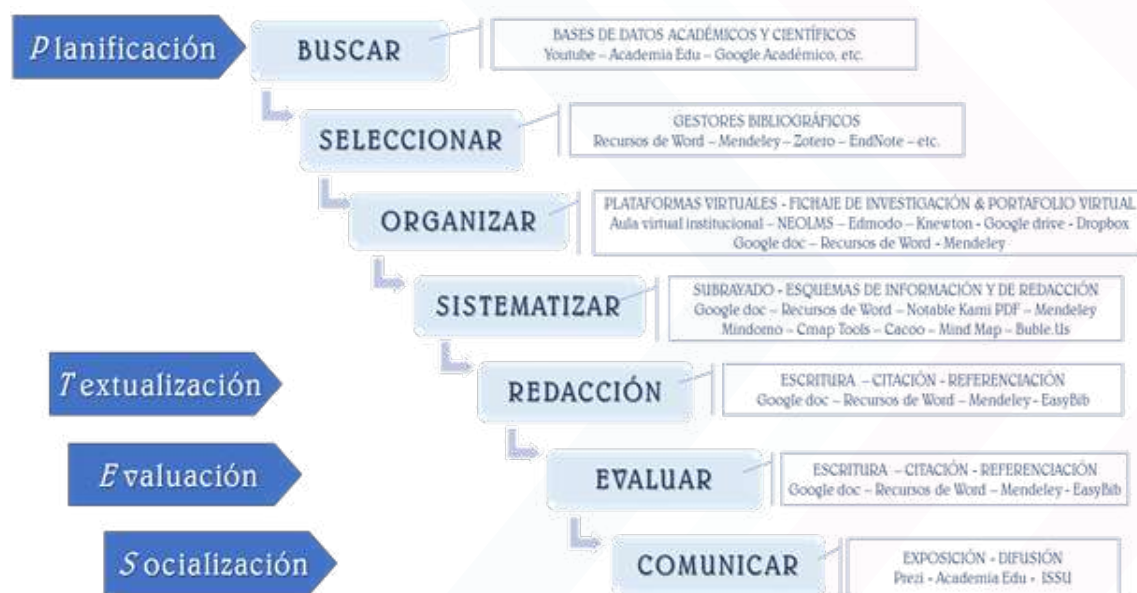 Planificación
BUSCAR
BASES DE DATOS ACADÉMICOS Y CIENTÍFICOS
Youtube – Academia Edu – Google Académico, etc.
SELECCIONAR
GESTORES BIBLIOGRÁFICOS
Recursos de Word – Mendeley – Zotero – EndNote – etc.
ORGANIZAR
PLATAFORMAS VIRTUALES - FICHAJE DE INVESTIGACIÓN & PORTAFOLIO VIRTUAL
Aula virtual institucional – NEOLMS – Edmodo – Knewton - Google drive - Dropbox
Google doc – Recursos de Word - Mendeley
SISTEMATIZAR
SUBRAYADO - ESQUEMAS DE INFORMACIÓN Y DE REDACCIÓN
Google doc – Recursos de Word – Notable Kami PDF – Mendeley
Mindomo – Cmap Tools – Cacoo – Mind Map – Buble.Us
Textualización
REDACCIÓN
ESCRITURA – CITACIÓN - REFERENCIACIÓN
Google doc – Recursos de Word – Mendeley - EasyBib
Evaluación
EVALUAR
ESCRITURA – CITACIÓN - REFERENCIACIÓN
Google doc – Recursos de Word – Mendeley - EasyBib
Socialización
COMUNICAR
EXPOSICIÓN - DIFUSIÓN
Prezi - Academia Edu - ISSU